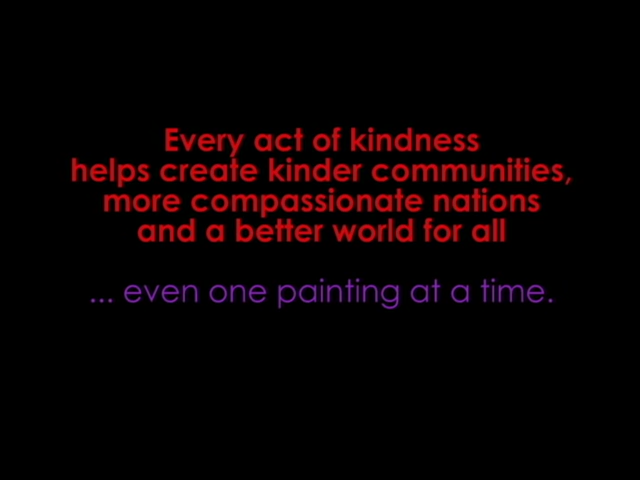 Every act of kindness
helps create kinder communities,
more compassionate nations
and a better world for all
... even one painting at a time.